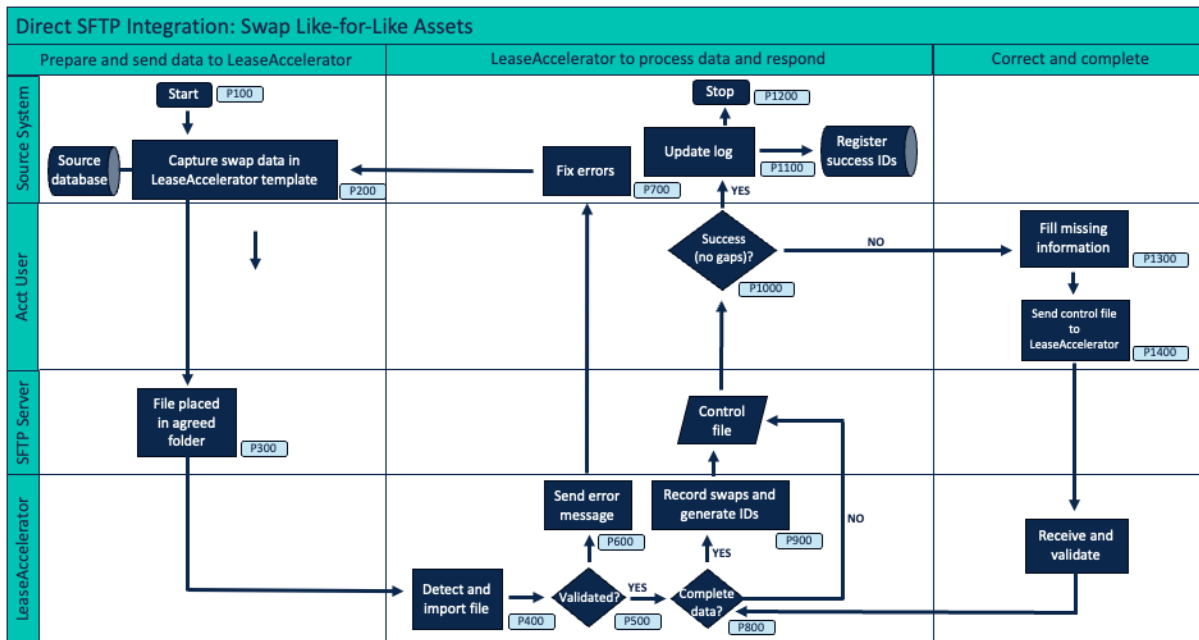 Direct SFTP Integration: Swap Like-for-Like Assets
Prepare and send data to LeaseAccelerator
LeaseAccelerator to process data and respond
Correct and complete
Source System
Start
P100
Source
database
Capture swap data in
LeaseAccelerator template
P200
Fix errors
P700
Stop
P1200
Update log
P1100
Register
success IDs
YES
Acct User
Success
(no gaps)?
P1000
NO
Fill missing
information
P1300
Send control file
to
LeaseAccelerator
P1400
SFTP Server
File placed
in agreed
folder
P300
Control
file
LeaseAccelerator
Send error
message
P600
Record swaps and
generate IDs
P900
NO
Receive and
validate
Detect and
import file
P400
Validated?
P500
YES
YES
Complete
data?
P800